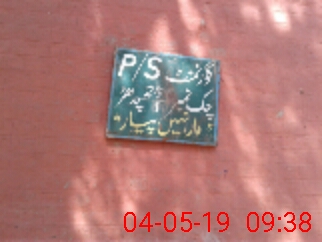 گورنمنٹ P/S
چک نمبر
مار نہیں پیار
04-05-19 09:38